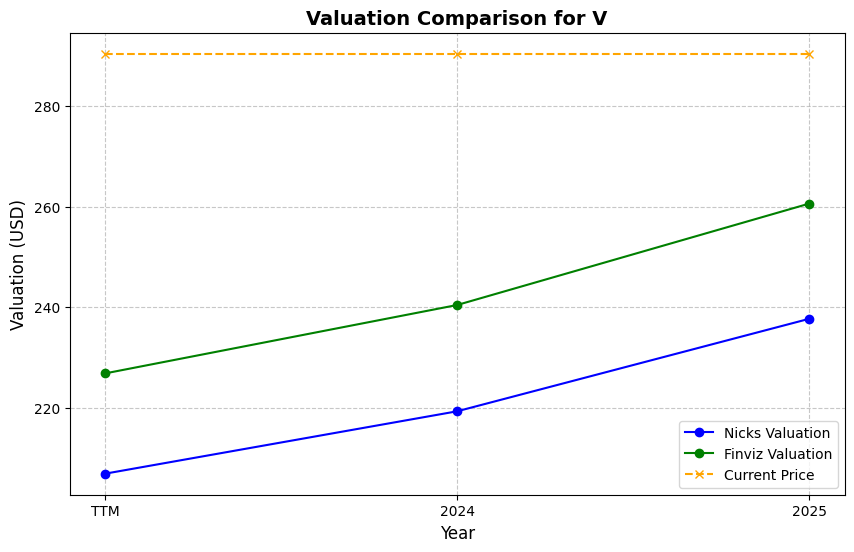 Valuation Comparison for V
Valuation (USD)
280
260
240
220
TTM
2024
2025
Year
Nicks Valuation
Finviz Valuation
Current Price